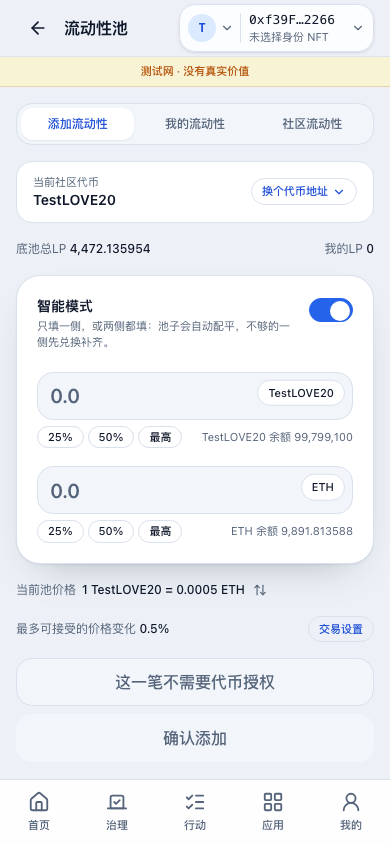 流动性池
T
0xf39F…2266
未选择身份 NFT
测试网 · 没有真实价值
添加流动性
我的流动性
社区流动性
当前社区代币
TestLOVE20
换个代币地址
底池总LP 4,472.135954
我的LP 0
智能模式
只填一侧，或两侧都填：池子会自动配平，不够的一
侧先兑换补齐。
0.0
TestLOVE20
25%
50%
最高
TestLOVE20 余额 99,799,100
0.0
ETH
25%
50%
最高
ETH 余额 9,891.813588
当前池价格 1 TestLOVE20 = 0.0005 ETH
最多可接受的价格变化 0.5%
交易设置
这一笔不需要代币授权
确认添加
首页
治理
行动
应用
我的